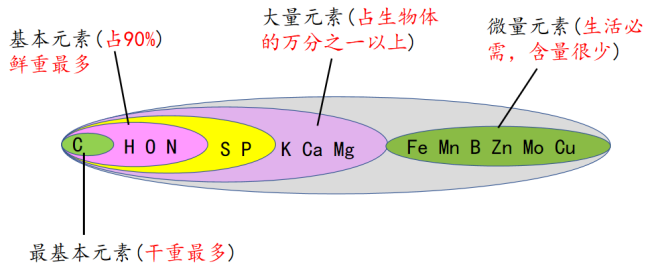 大量元素(占生物体
的万分之一以上)
微量元素(生活必
需，含量很少)
基本元素(占90%)
鲜重最多
C H O N S P K Ca Mg Fe Mn B Zn Mo Cu
最基本元素(干重最多)